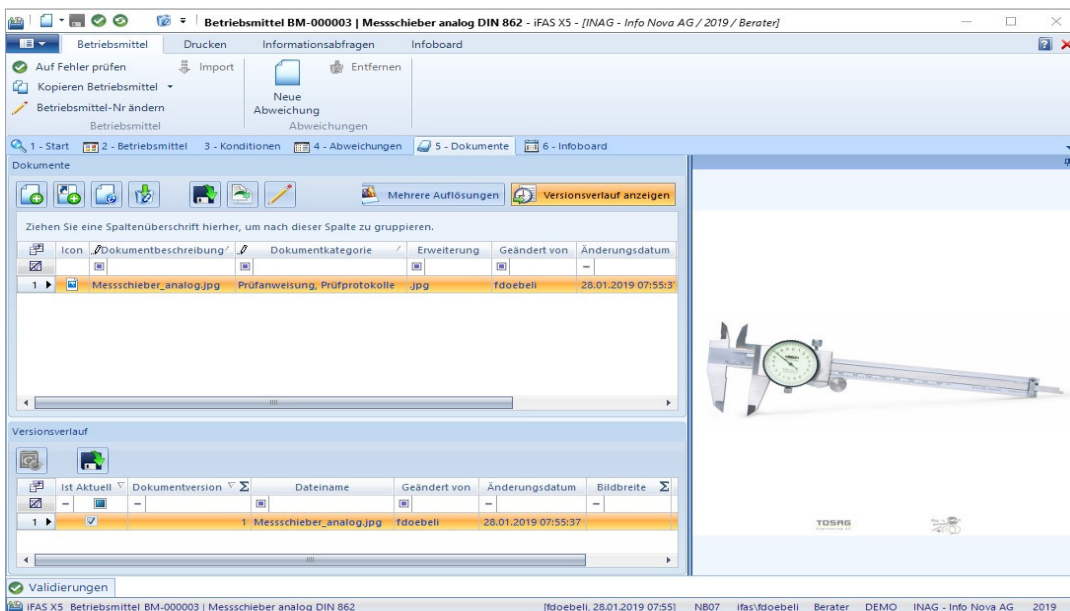 Betriebsmittel BM-000003 | Messschieber analog DIN 862 - iFAS X5 - [INAG - Info Nova AG / 2019 / Berater]
Betriebsmittel Drucken Informationsabfragen Infoboard
Auf Fehler prüfen Import Entfernen
Kopieren Betriebsmittel
Neue Abweichung
Betriebsmittel-Nr ändern
Betriebsmittel Abweichungen
1 - Start 2 - Betriebsmittel 3 - Konditionen 4 - Abweichungen 5 - Dokumente 6 - Infoboard
Dokumente
Mehrere Auflösungen Versionsverlauf anzeigen
Ziehen Sie eine Spaltenüberschrift hierher, um nach dieser Spalte zu gruppieren.
Icon Dokumentbeschreibung Dokumentkategorie Erweiterung Geändert von Änderungsdatum
1 Messschieber_analog.jpg Prüfanweisung, Prüfprotokolle .jpg fdoebeli 28.01.2019 07:55:3
Versionsverlauf
Ist Aktuell Dokumentversion Σ Dateiname Geändert von Änderungsdatum Bildbreite Σ
1 1 Messschieber_analog.jpg fdoebeli 28.01.2019 07:55:37
TOSAG
Validierungen
iFAS X5 Betriebsmittel BM-000003 | Messschieber analog DIN 862 [fdoebeli, 28.01.2019 07:55] NB07 ifas\fdoebeli Berater DEMO INAG - Info Nova AG 2019